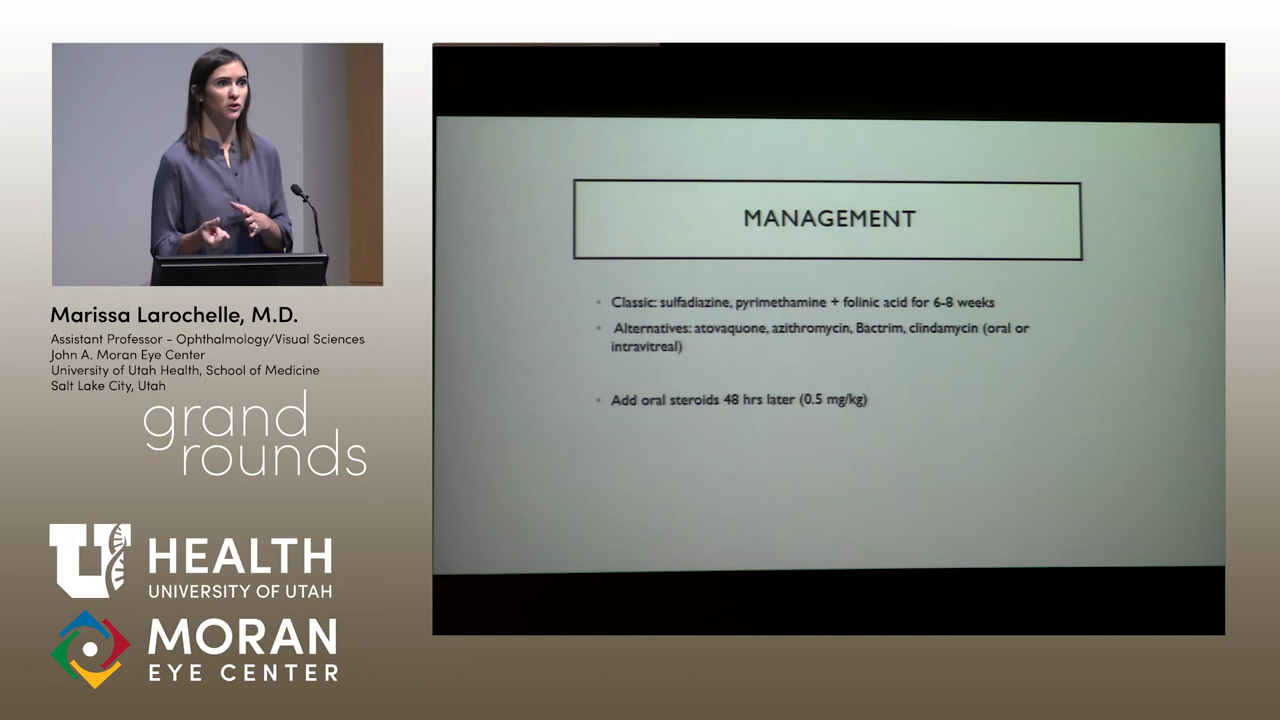 Marissa Larochelle, M.D.
Assistant Professor - Ophthalmology/Visual Sciences
John A. Moran Eye Center
University of Utah Health, School of Medicine
Salt Lake City, Utah
grand
rounds
U HEALTH
UNIVERSITY OF UTAH
MORAN
EYE CENTER
MANAGEMENT
• Classic: sulfadiazine, pyrimethamine + folinic acid for 6-8 weeks
• Alternatives: atovaquone, azithromycin, Bactrim, clindamycin (oral or
intravitreal)
• Add oral steroids 48 hrs later (0.5 mg/kg)